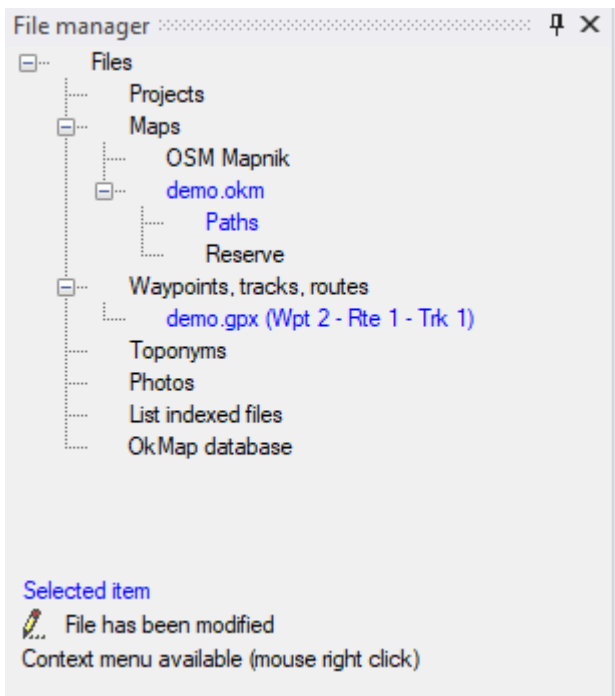 File manager
Files
Projects
Maps
OSM Mapnik
demo.okm
Paths
Reserve
Waypoints, tracks, routes
demo.gpx (Wpt 2 - Rte 1 - Trk 1)
Toponyms
Photos
List indexed files
OkMap database
Selected item
File has been modified
Context menu available (mouse right click)